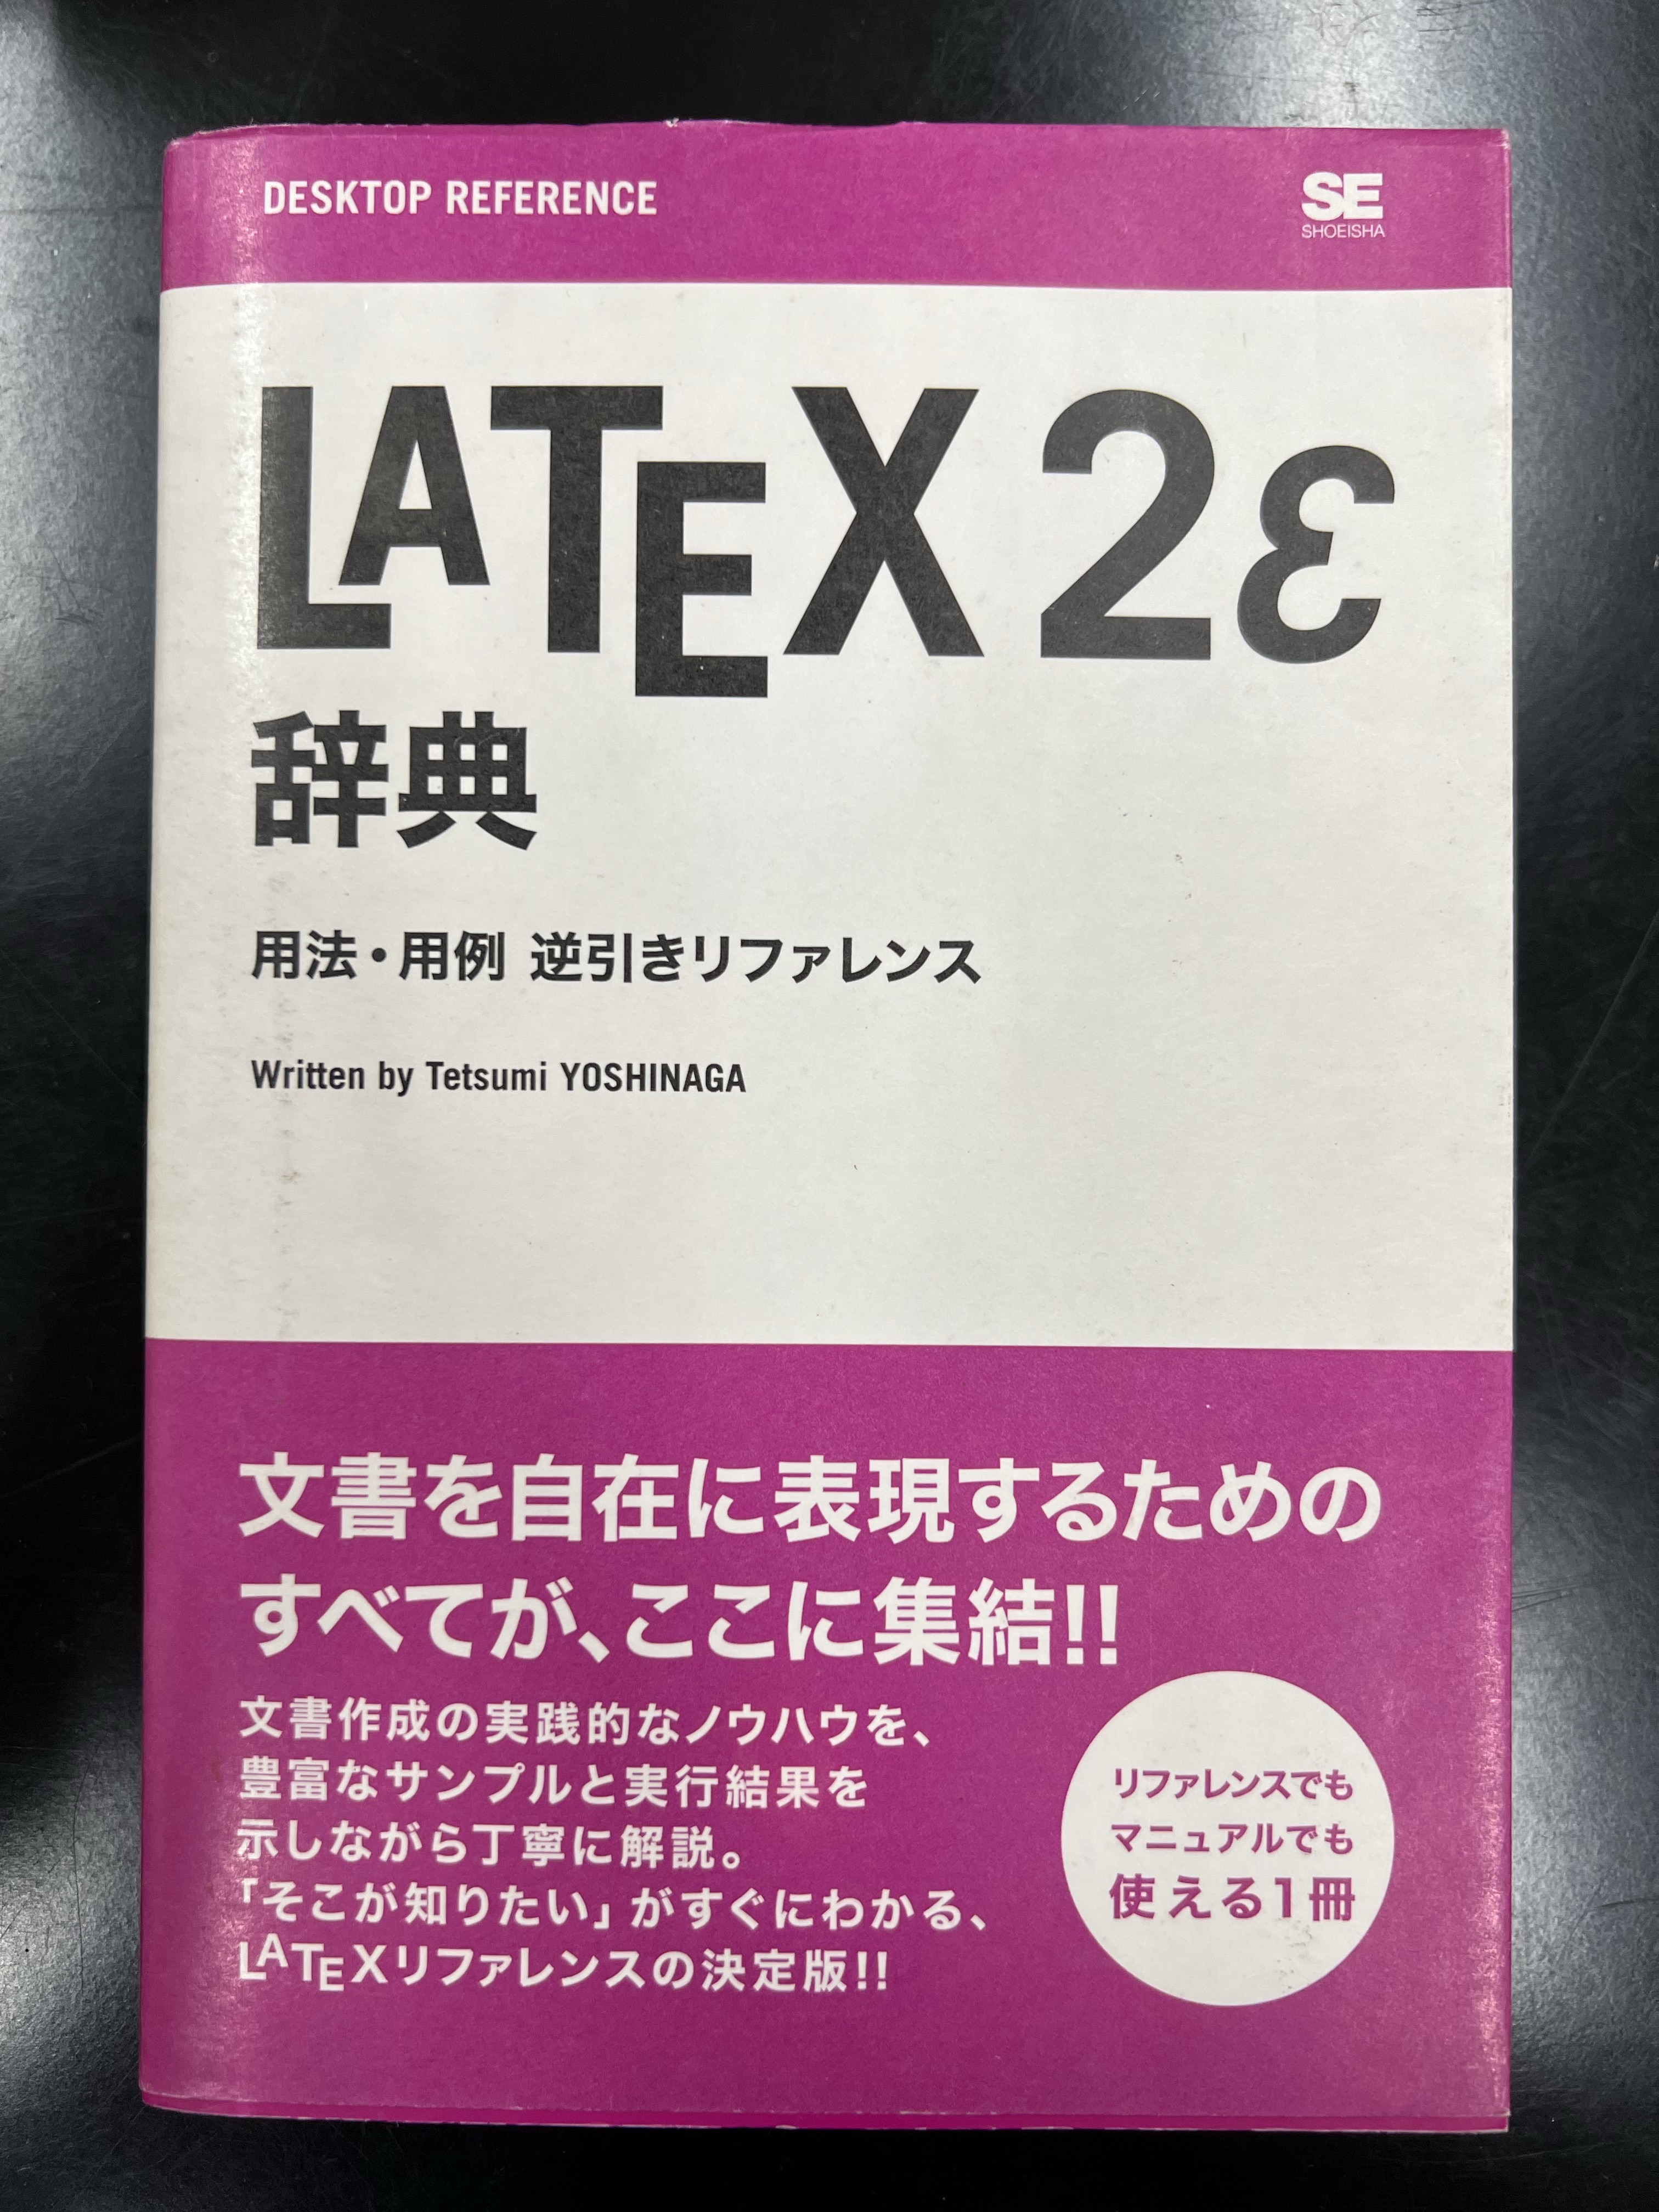 DESKTOP REFERENCE
SE
SHOEISHA
LATEX2ε
辞典
用法・用例 逆引きリファレンス
Written by Tetsumi YOSHINAGA
文書を自在に表現するための
すべてが、ここに集結!!
文書作成の実践的なノウハウを、
豊富なサンプルと実行結果を
示しながら丁寧に解説。
「そこが知りたい」がすぐにわかる、
LATEXリファレンスの決定版!!
リファレンスでも
マニュアルでも
使える1冊